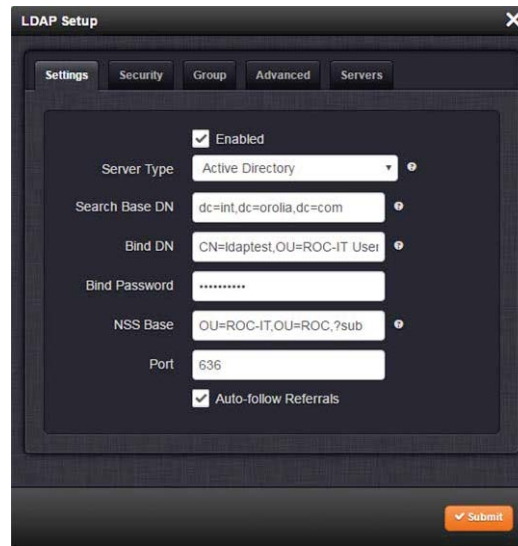 LDAP Setup
Settings Security Group Advanced Servers
Enabled
Server Type Active Directory
Search Base DN dc=int,dc=orolia,dc=com
Bind DN CN=ldaptest,OU=ROC-IT User
Bind Password ••••••••••
NSS Base OU=ROC-IT,OU=ROC,?sub
Port 636
Auto-follow Referrals
Submit